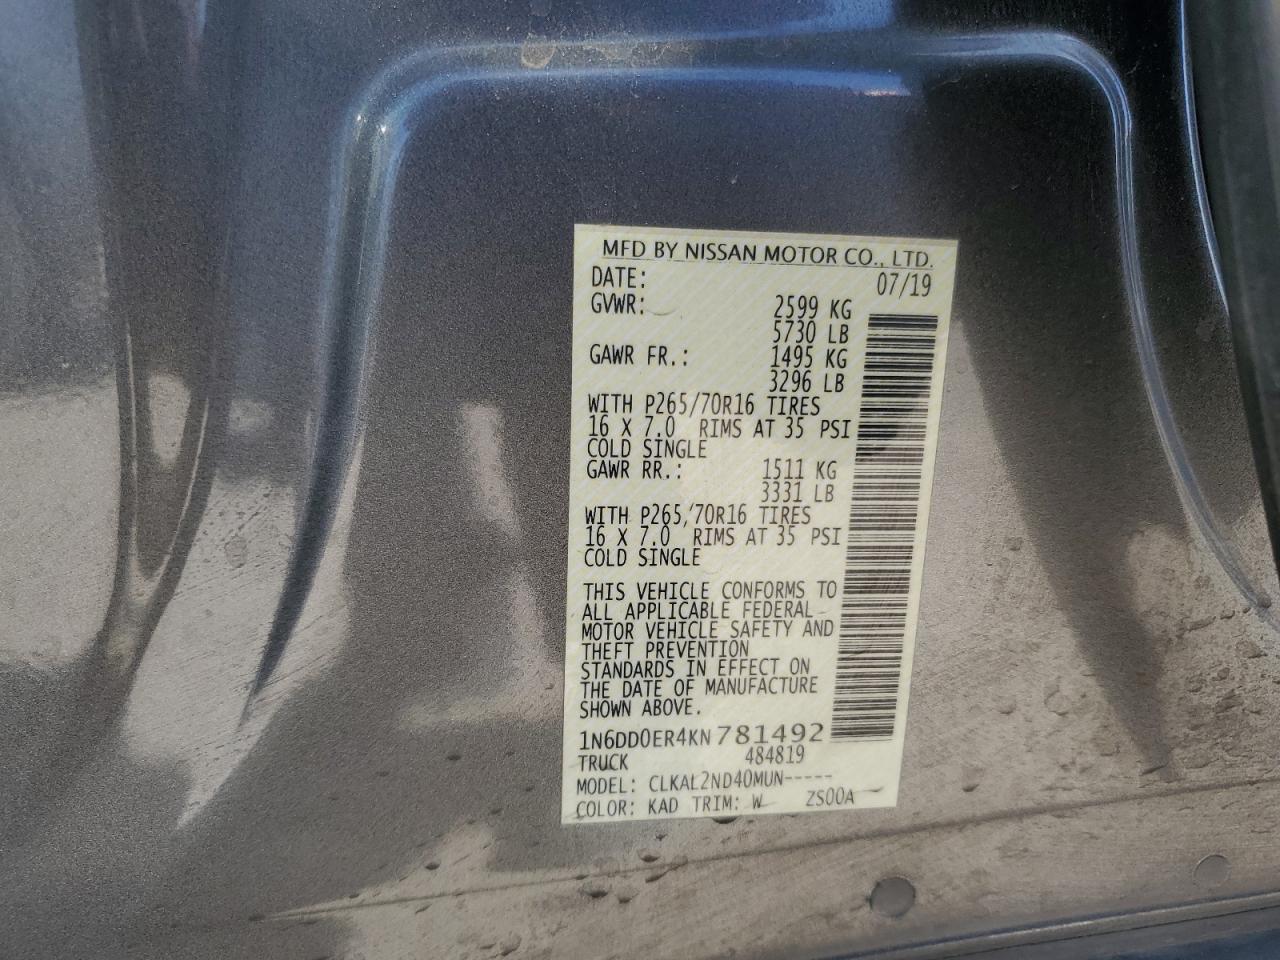 MFD BY NISSAN MOTOR CO., LTD.
DATE: 07/19
GVWR: 2599 KG
5730 LB
GAWR FR.: 1495 KG
3296 LB
WITH P265/70R16 TIRES
16 X 7.0 RIMS AT 35 PSI
COLD SINGLE
GAWR RR.: 1511 KG
3331 LB
WITH P265/70R16 TIRES
16 X 7.0 RIMS AT 35 PSI
COLD SINGLE
THIS VEHICLE CONFORMS TO
ALL APPLICABLE FEDERAL
MOTOR VEHICLE SAFETY AND
THEFT PREVENTION
STANDARDS IN EFFECT ON
THE DATE OF MANUFACTURE
SHOWN ABOVE.
1N6DD0ER4KN781492
TRUCK 484819
MODEL: CLKAL2ND40MUN-----
COLOR: KAD TRIM: W ZS00A